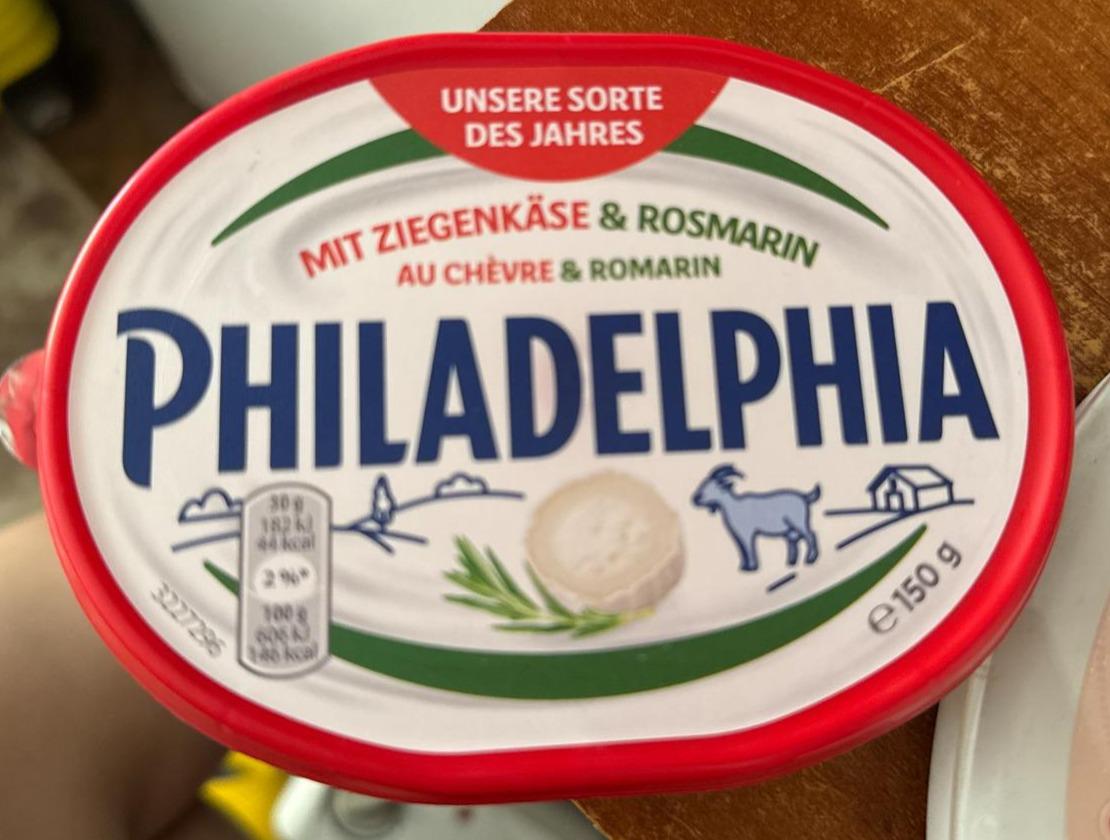 UNSERE SORTE
DES JAHRES
MIT ZIEGENKÄSE & ROSMARIN
AU CHÈVRE & ROMARIN
PHILADELPHIA
30 g
182 kJ
44 kcal
2 %*
100 g
606 kJ
146 kcal
3227296
℮ 150 g